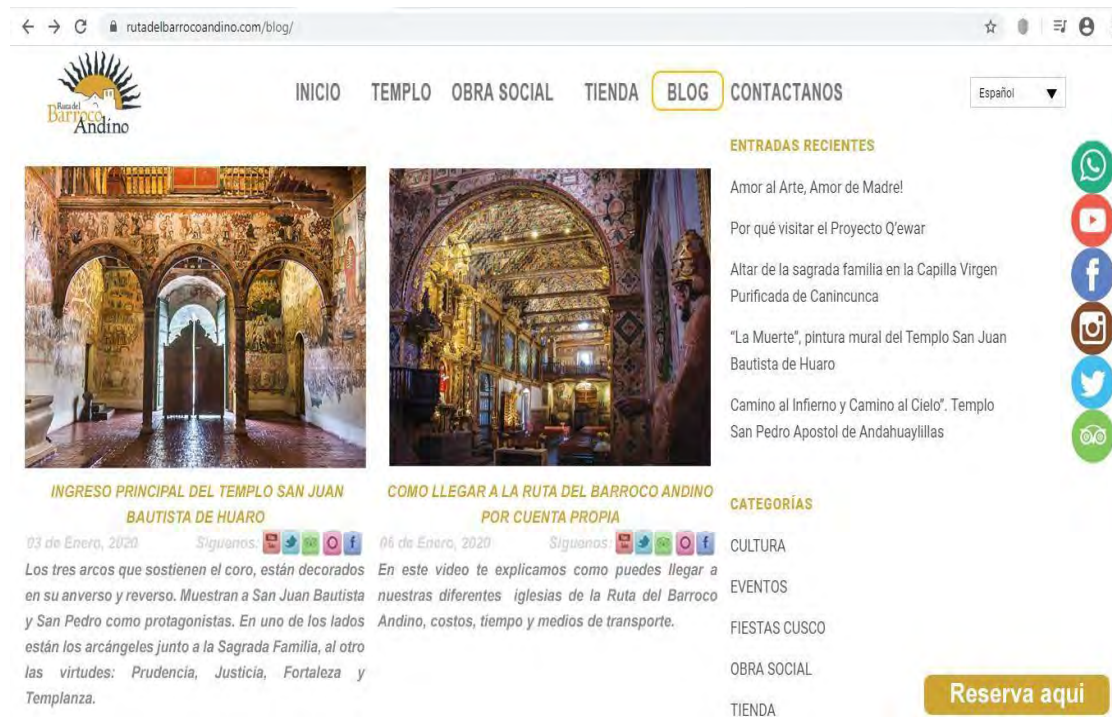 rutadelbarrocoandino.com/blog/
Ruta del
Barroco
Andino
INICIO TEMPLO OBRA SOCIAL TIENDA BLOG CONTACTANOS
Español
INGRESO PRINCIPAL DEL TEMPLO SAN JUAN
BAUTISTA DE HUARO
03 de Enero, 2020 Siguenos:
Los tres arcos que sostienen el coro, están decorados
en su anverso y reverso. Muestran a San Juan Bautista
y San Pedro como protagonistas. En uno de los lados
están los arcángeles junto a la Sagrada Familia, al otro
las virtudes: Prudencia, Justicia, Fortaleza y
Templanza.
COMO LLEGAR A LA RUTA DEL BARROCO ANDINO
POR CUENTA PROPIA
06 de Enero, 2020 Siguenos:
En este video te explicamos como puedes llegar a
nuestras diferentes iglesias de la Ruta del Barroco
Andino, costos, tiempo y medios de transporte.
ENTRADAS RECIENTES
Amor al Arte, Amor de Madre!
Por qué visitar el Proyecto Q'ewar
Altar de la sagrada familia en la Capilla Virgen
Purificada de Canincunca
"La Muerte", pintura mural del Templo San Juan
Bautista de Huaro
Camino al Infierno y Camino al Cielo". Templo
San Pedro Apostol de Andahuaylillas
CATEGORÍAS
CULTURA
EVENTOS
FIESTAS CUSCO
OBRA SOCIAL
TIENDA
Reserva aqui